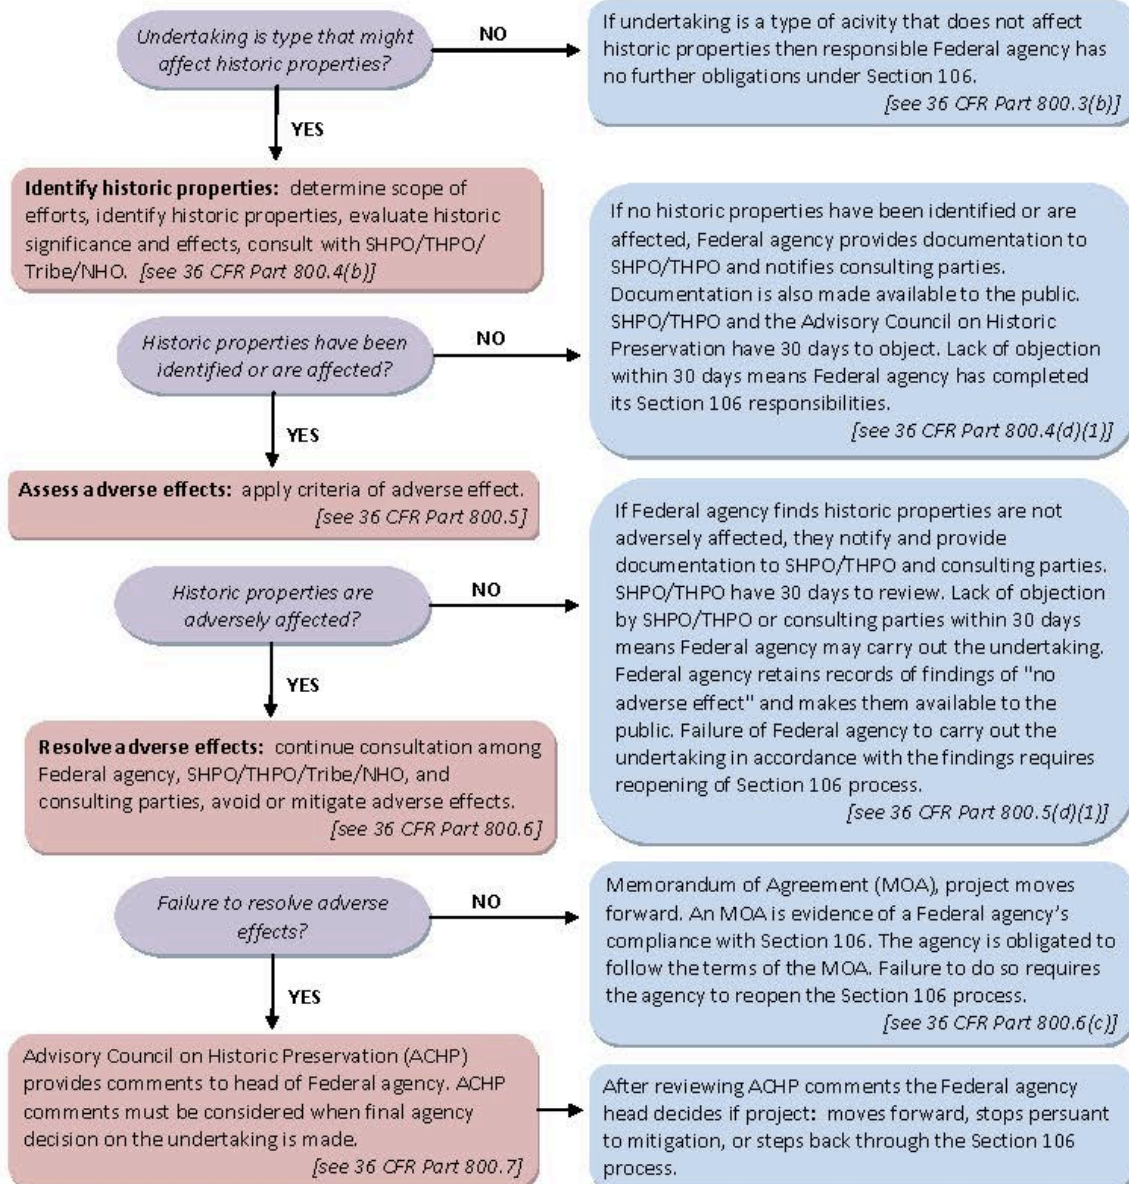 Undertaking is type that might
affect historic properties?
NO
If undertaking is a type of acivity that does not affect
historic properties then responsible Federal agency has
no further obligations under Section 106.
[see 36 CFR Part 800.3(b)]
YES
Identify historic properties: determine scope of
efforts, identify historic properties, evaluate historic
significance and effects, consult with SHPO/THPO/
Tribe/NHO. [see 36 CFR Part 800.4(b)]
Historic properties have been
identified or are affected?
NO
If no historic properties have been identified or are
affected, Federal agency provides documentation to
SHPO/THPO and notifies consulting parties.
Documentation is also made available to the public.
SHPO/THPO and the Advisory Council on Historic
Preservation have 30 days to object. Lack of objection
within 30 days means Federal agency has completed
its Section 106 responsibilities.
[see 36 CFR Part 800.4(d)(1)]
YES
Assess adverse effects: apply criteria of adverse effect.
[see 36 CFR Part 800.5]
Historic properties are
adversely affected?
NO
If Federal agency finds historic properties are not
adversely affected, they notify and provide
documentation to SHPO/THPO and consulting parties.
SHPO/THPO have 30 days to review. Lack of objection
by SHPO/THPO or consulting parties within 30 days
means Federal agency may carry out the undertaking.
Federal agency retains records of findings of "no
adverse effect" and makes them available to the
public. Failure of Federal agency to carry out the
undertaking in accordance with the findings requires
reopening of Section 106 process.
[see 36 CFR Part 800.5(d)(1)]
YES
Resolve adverse effects: continue consultation among
Federal agency, SHPO/THPO/Tribe/NHO, and
consulting parties, avoid or mitigate adverse effects.
[see 36 CFR Part 800.6]
Failure to resolve adverse
effects?
NO
Memorandum of Agreement (MOA), project moves
forward. An MOA is evidence of a Federal agency's
compliance with Section 106. The agency is obligated to
follow the terms of the MOA. Failure to do so requires
the agency to reopen the Section 106 process.
[see 36 CFR Part 800.6(c)]
YES
Advisory Council on Historic Preservation (ACHP)
provides comments to head of Federal agency. ACHP
comments must be considered when final agency
decision on the undertaking is made.
[see 36 CFR Part 800.7]
After reviewing ACHP comments the Federal agency
head decides if project: moves forward, stops persuant
to mitigation, or steps back through the Section 106
process.